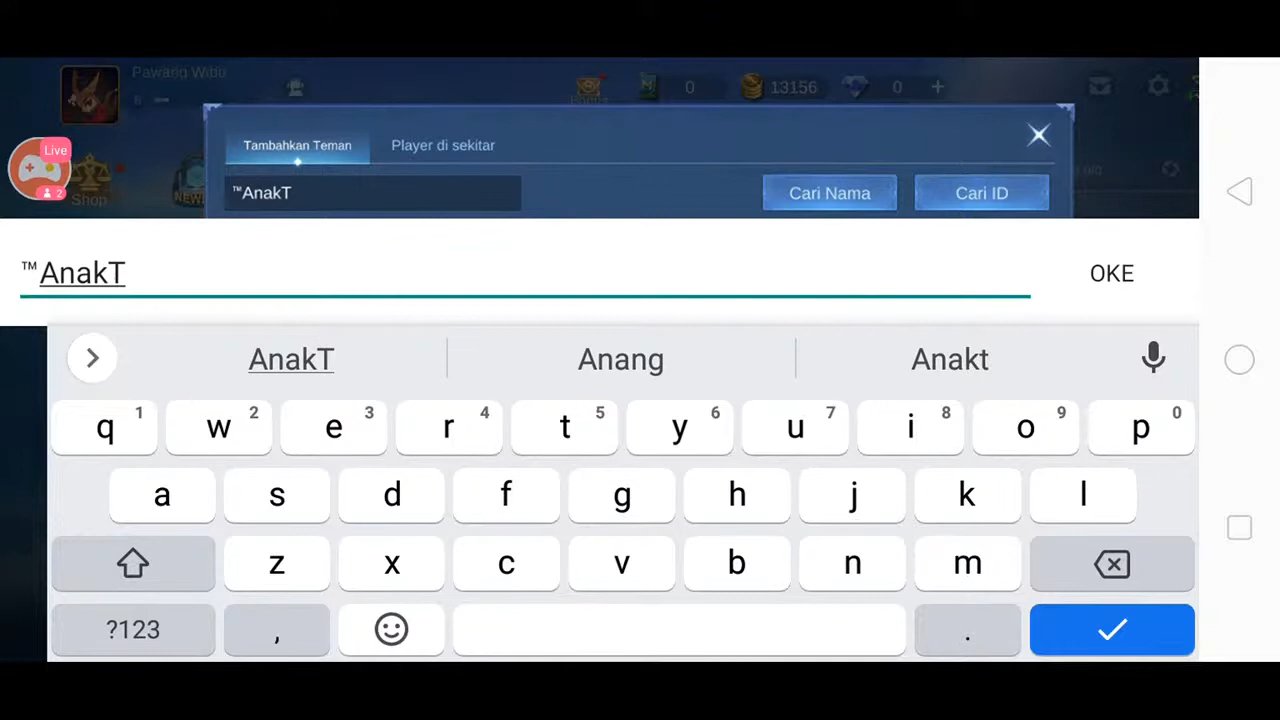 Pawang Wibu
6
0
13156
0
Tambahkan Teman
Player di sekitar
Live
2
Shop
™AnakT
Cari Nama
Cari ID
™AnakT
OKE
AnakT
Anang
Anakt
q 1 w 2 e 3 r 4 t 5 y 6 u 7 i 8 o 9 p 0
a s d f g h j k l
z x c v b n m
?123 , .